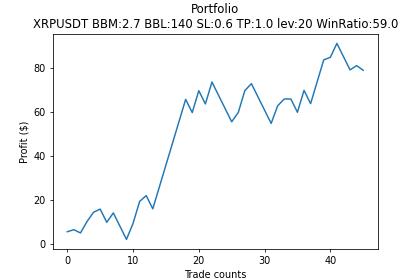 Portfolio
XRPUSDT BBM:2.7 BBL:140 SL:0.6 TP:1.0 lev:20 WinRatio:59.0
80
60
40
20
0
Profit ($)
0 10 20 30 40
Trade counts